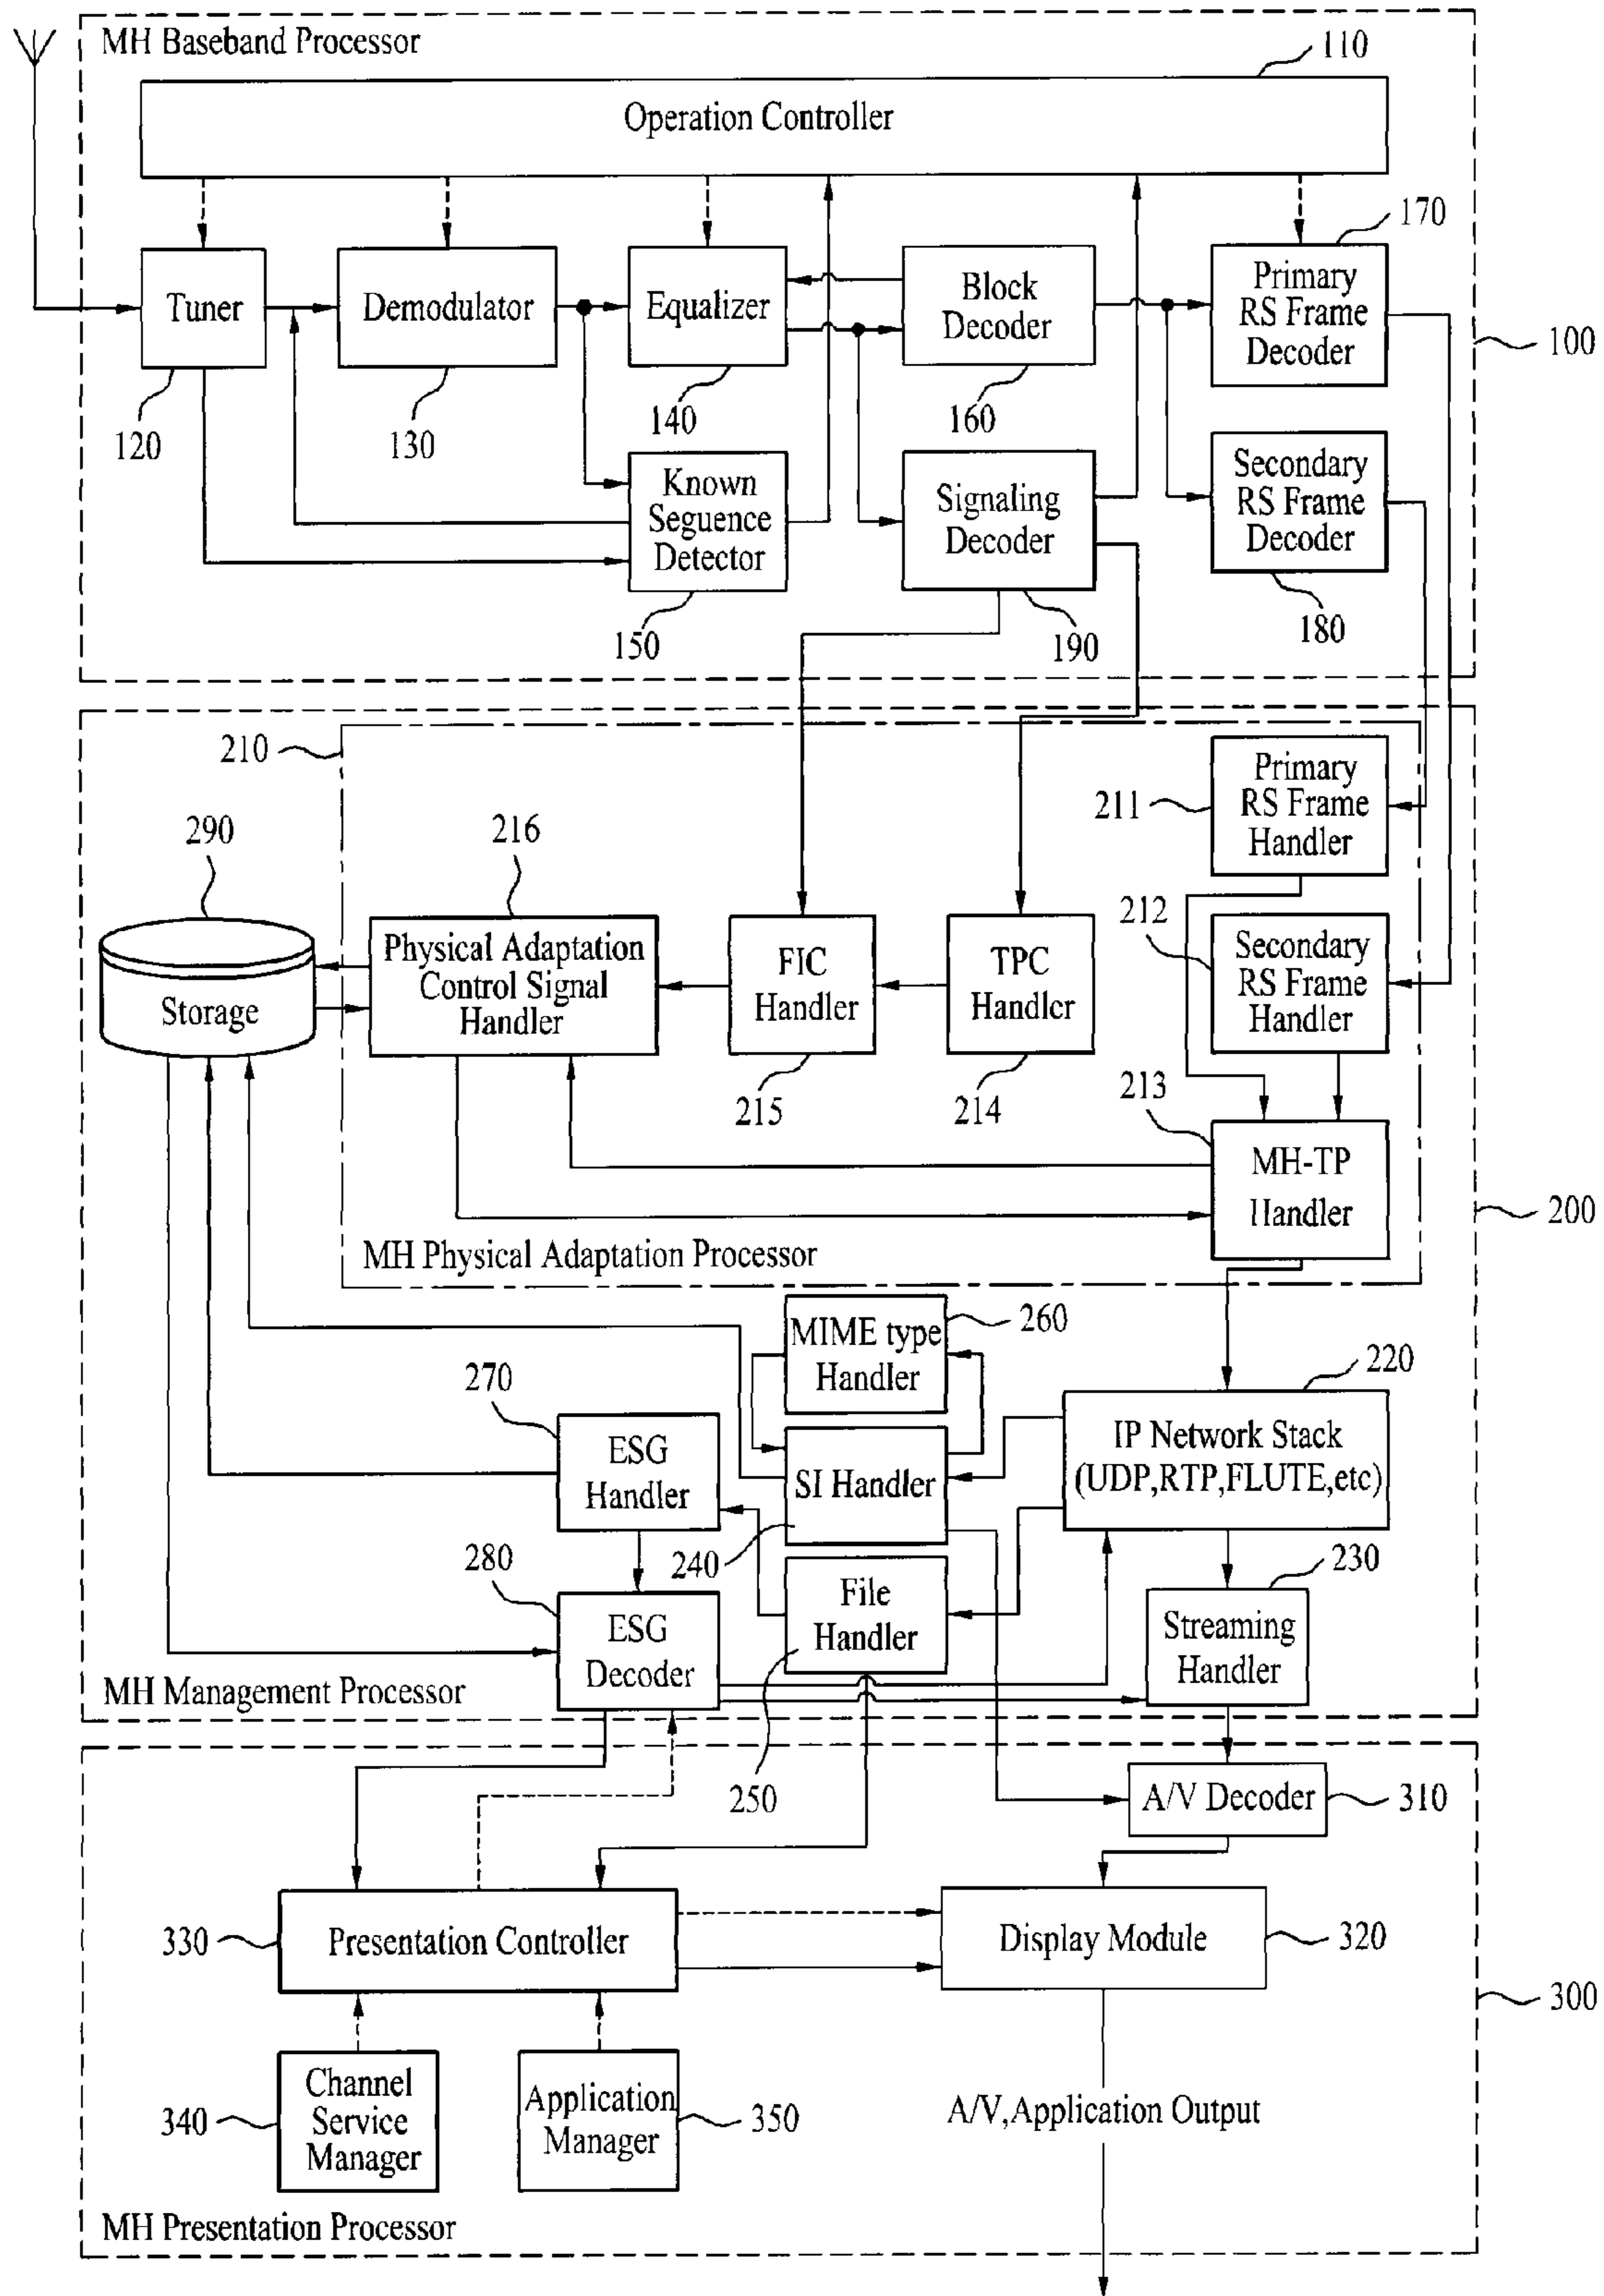 MH Baseband Processor
110
Operation Controller
170
Tuner
Demodulator
Equalizer
Block
Decoder
Primary
RS Frame
Decoder
100
120
130
140
160
Known
Seguence
Detector
Signaling
Decoder
Secondary
RS Frame
Decoder
150
190
180
210
Primary
RS Frame
Handler
211
290
216
212
Storage
Physical Adaptation
Control Signal
Handler
FIC
Handler
TPC
Handler
Secondary
RS Frame
Handler
215
214
213
MH-TP
Handler
200
MH Physical Adaptation Processor
MIME type
Handler
260
270
220
ESG
Handler
SI Handler
IP Network Stack
(UDP,RTP,FLUTE,etc)
280
240
230
ESG
Decoder
File
Handler
Streaming
Handler
MH Management Processor
250
A/V Decoder
310
330
Presentation Controller
Display Module
320
300
340
Channel
Service
Manager
Application
Manager
350
A/V,Application Output
MH Presentation Processor